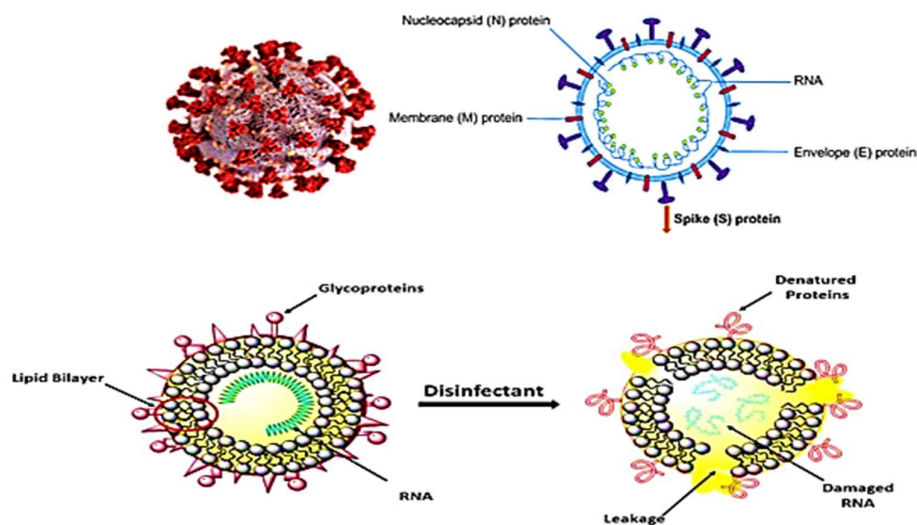 Nucleocapsid (N) protein
RNA
Membrane (M) protein
Envelope (E) protein
Spike (S) protein
Glycoproteins
Lipid Bilayer
RNA
Disinfectant
Denatured
Proteins
Leakage
Damaged
RNA